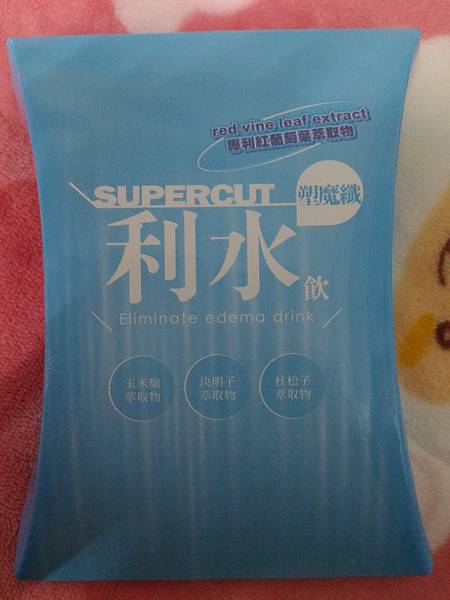 red vine leaf extract
專利紅葡萄葉萃取物
SUPERCUT 塑魔纖
利水飲
Eliminate edema drink
玉米鬚 決明子 杜松子
萃取物 萃取物 萃取物